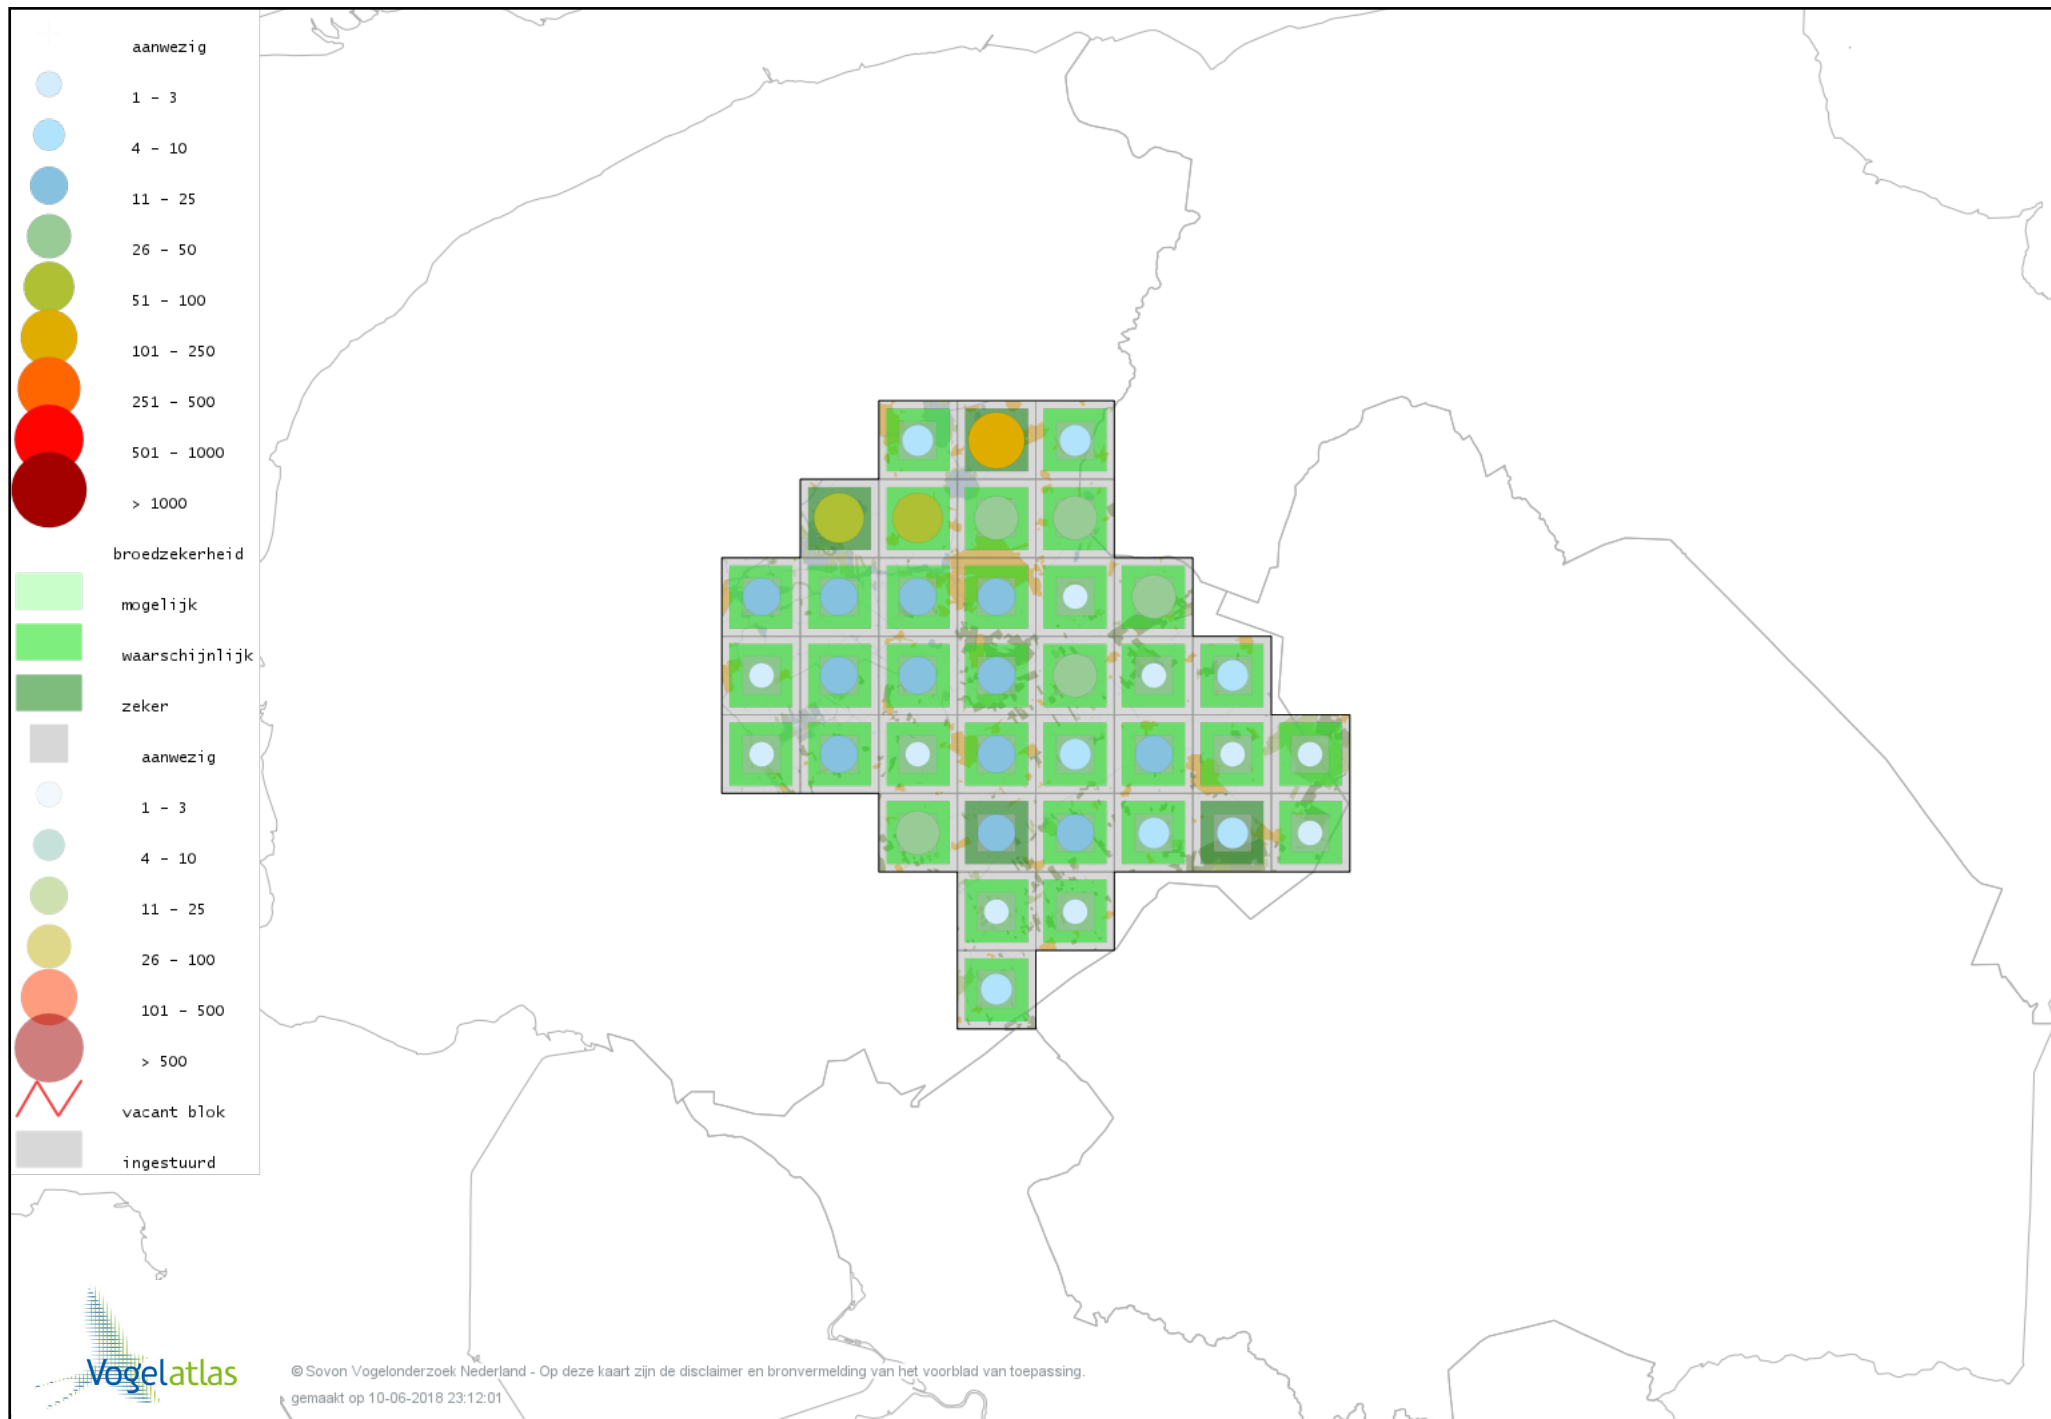 aanwezig
1 - 3
4 - 10
11 - 25
26 - 50
51 - 100
101 - 250
251 - 500
501 - 1000
> 1000
broedzekerheid
mogelijk
waarschijnlijk
zeker
aanwezig
1 - 3
4 - 10
11 - 25
26 - 100
101 - 500
> 500
vacant blok
ingestuurd
Vogelatlas
© Sovon Vogelonderzoek Nederland - Op deze kaart zijn de disclaimer en bronvermelding van het voorblad van toepassing.
gemaakt op 10-06-2018 23:12:01